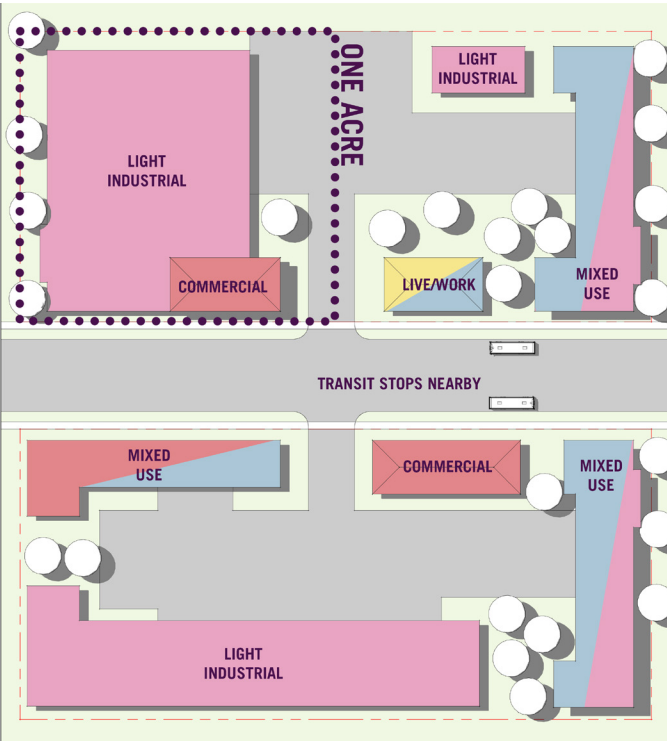 ONE ACRE
LIGHT
INDUSTRIAL
LIGHT
INDUSTRIAL
COMMERCIAL
LIVE/WORK
MIXED
USE
TRANSIT STOPS NEARBY
MIXED
USE
COMMERCIAL
MIXED
USE
LIGHT
INDUSTRIAL